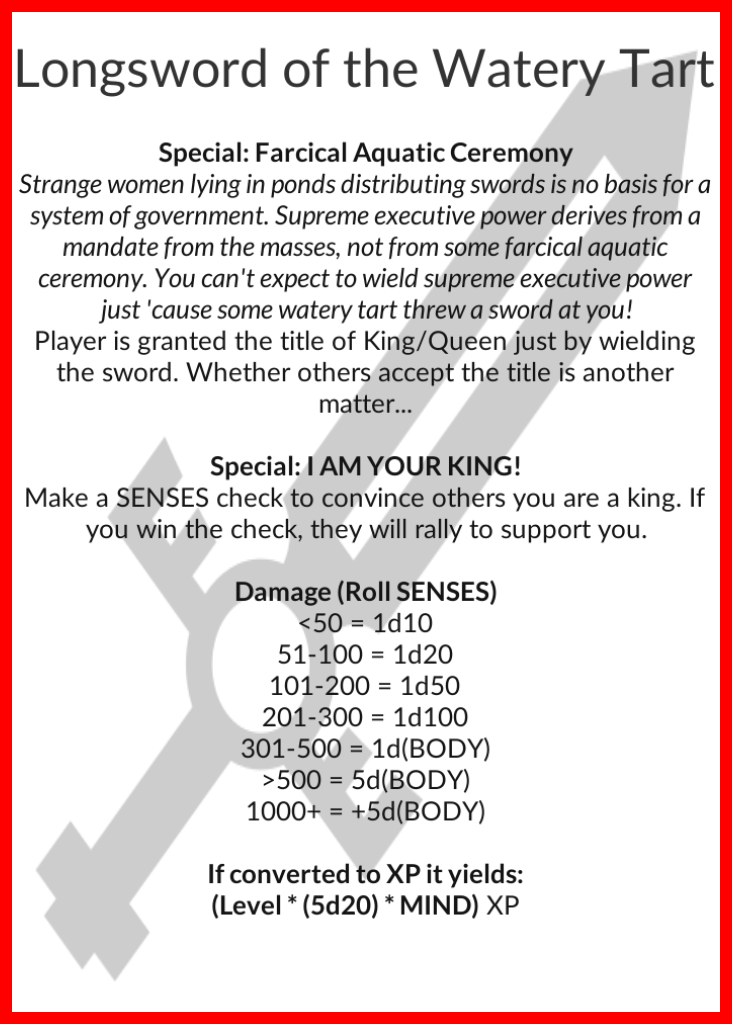 Longsword of the Watery Tart
Special: Farcical Aquatic Ceremony
Strange women lying in ponds distributing swords is no basis for a
system of government. Supreme executive power derives from a
mandate from the masses, not from some farcical aquatic
ceremony. You can't expect to wield supreme executive power
just 'cause some watery tart threw a sword at you!
Player is granted the title of King/Queen just by wielding
the sword. Whether others accept the title is another
matter...
Special: I AM YOUR KING!
Make a SENSES check to convince others you are a king. If
you win the check, they will rally to support you.
Damage (Roll SENSES)
<50 = 1d10
51-100 = 1d20
101-200 = 1d50
201-300 = 1d100
301-500 = 1d(BODY)
>500 = 5d(BODY)
1000+ = +5d(BODY)
If converted to XP it yields:
(Level * (5d20) * MIND) XP